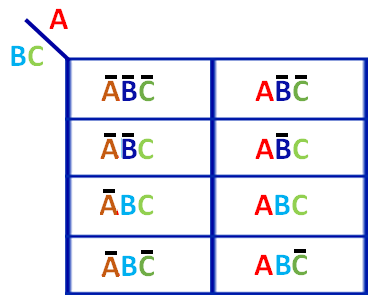 A
BC
A̅B̅C̅ AB̅C̅
A̅B̅C AB̅C
A̅BC ABC
A̅BC̅ ABC̅